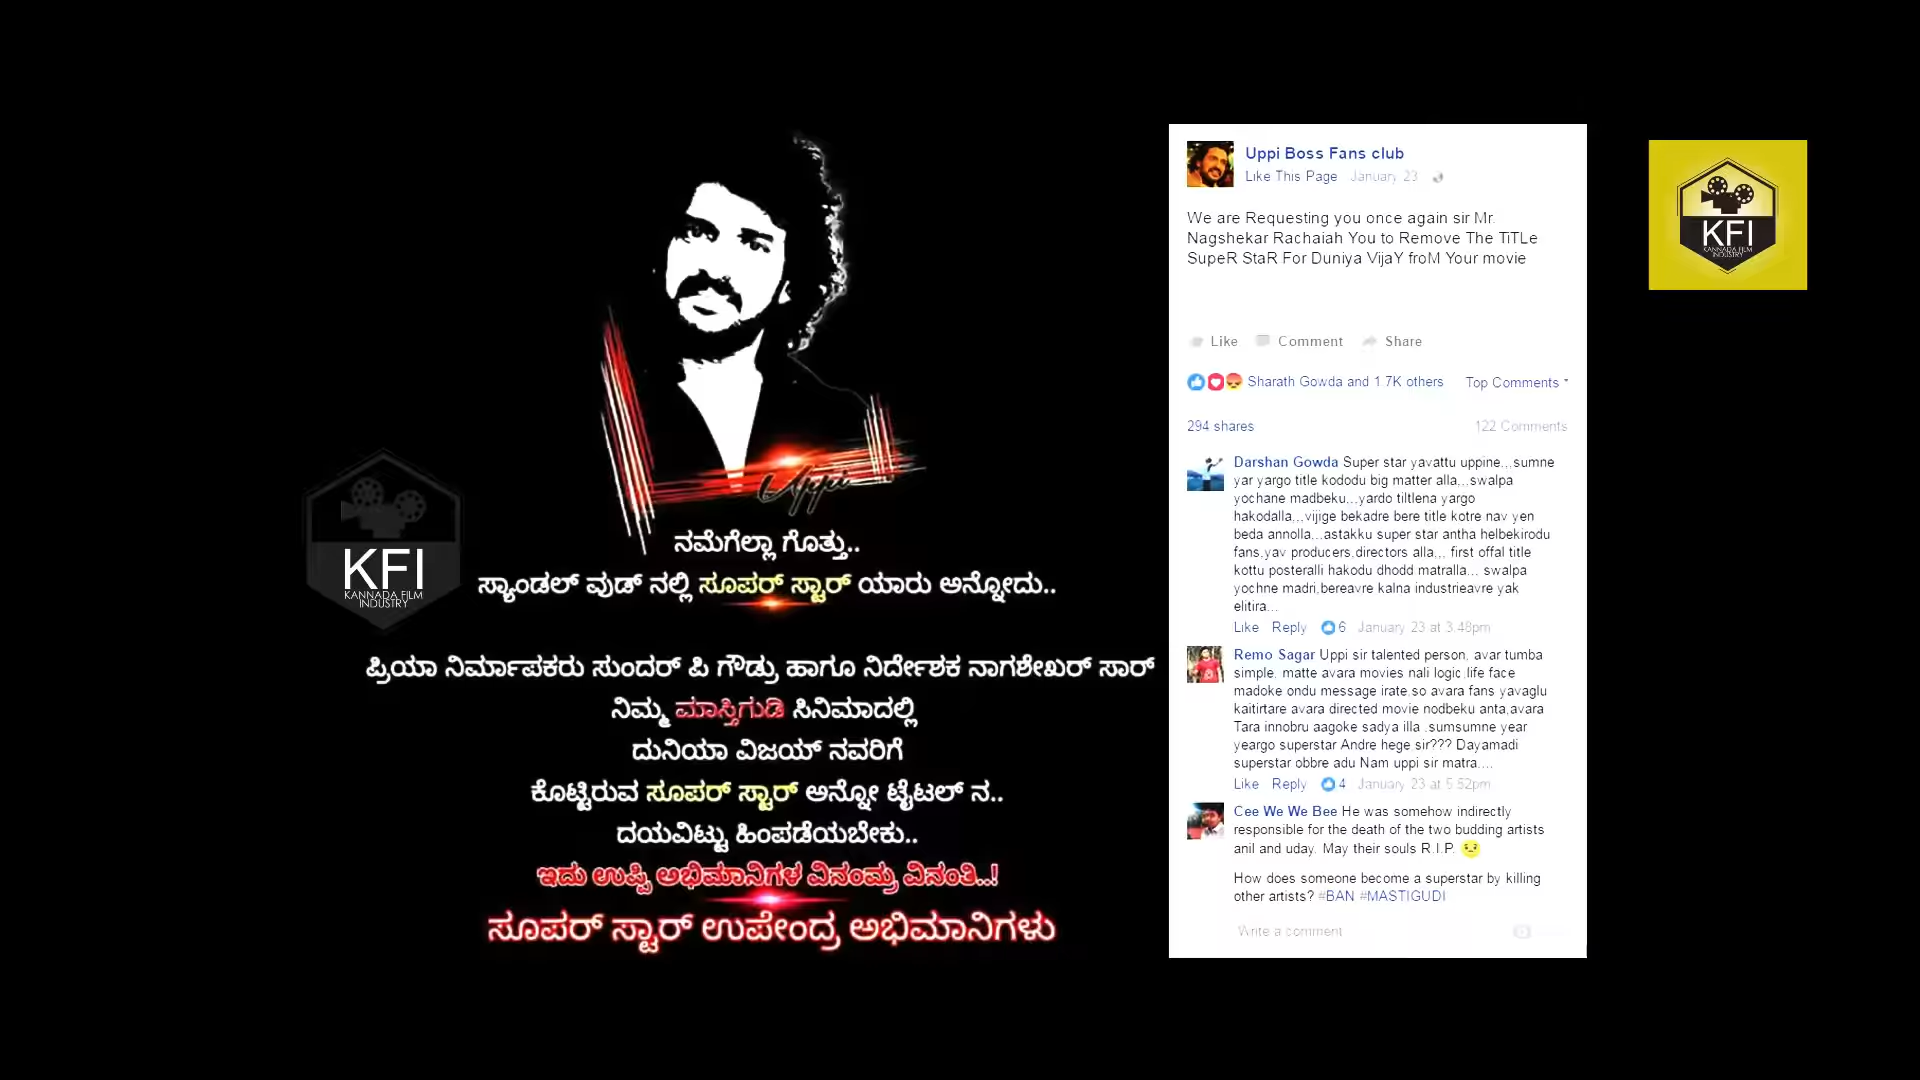 Uppi
ನಮೆಗೆಲ್ಲಾ ಗೊತ್ತು..
ಸ್ಯಾಂಡಲ್ ವುಡ್ ನಲ್ಲಿ ಸೂಪರ್ ಸ್ಟಾರ್ ಯಾರು ಅನ್ನೋದು..
ಪ್ರಿಯಾ ನಿರ್ಮಾಪಕರು ಸುಂದರ್ ಪಿ ಗೌಡ್ರು ಹಾಗೂ ನಿರ್ದೇಶಕ ನಾಗಶೇಖರ್ ಸಾರ್
ನಿಮ್ಮ ಮಾಸ್ತಿಗುಡಿ ಸಿನಿಮಾದಲ್ಲಿ
ದುನಿಯಾ ವಿಜಯ್ ನವರಿಗೆ
ಕೊಟ್ಟಿರುವ ಸೂಪರ್ ಸ್ಟಾರ್ ಅನ್ನೋ ಟೈಟಲ್ ನ..
ದಯವಿಟ್ಟು ಹಿಂಪಡೆಯಬೇಕು..
ಇದು ಉಪ್ಪಿ ಅಭಿಮಾನಿಗಳ ವಿನಂಮ್ರ ವಿನಂತಿ..!
ಸೂಪರ್ ಸ್ಟಾರ್ ಉಪೇಂದ್ರ ಅಭಿಮಾನಿಗಳು
KFI
KANNADA FILM
INDUSTRY
Uppi Boss Fans club
Like This Page January 23
We are Requesting you once again sir Mr.
Nagshekar Rachaiah You to Remove The TiTLe
SupeR StaR For Duniya VijaY froM Your movie
Like Comment Share
Sharath Gowda and 1.7K others Top Comments
294 shares 122 Comments
Darshan Gowda Super star yavattu uppine...sumne
yar yargo title kododu big matter alla...swalpa
yochane madbeku...yardo tiltlena yargo
hakodalla,,,vijige bekadre bere title kotre nav yen
beda annolla...astakku super star antha helbekirodu
fans,yav producers,directors alla,,, first offal title
kottu posteralli hakodu dhodd matralla... swalpa
yochne madri,bereavre kalna industrieavre yak
elitira...
Like Reply 6 January 23 at 3:48pm
Remo Sagar Uppi sir talented person, avar tumba
simple, matte avara movies nali logic,life face
madoke ondu message irate,so avara fans yavaglu
kaitirtare avara directed movie nodbeku anta,avara
Tara innobru aagoke sadya illa .sumsumne year
yeargo superstar Andre hege sir??? Dayamadi
superstar obbre adu Nam uppi sir matra....
Like Reply 4 January 23 at 5:52pm
Cee We We Bee He was somehow indirectly
responsible for the death of the two budding artists
anil and uday. May their souls R.I.P.
How does someone become a superstar by killing
other artists? #BAN #MASTIGUDI
Write a comment
KFI
KANNADA FILM
INDUSTRY